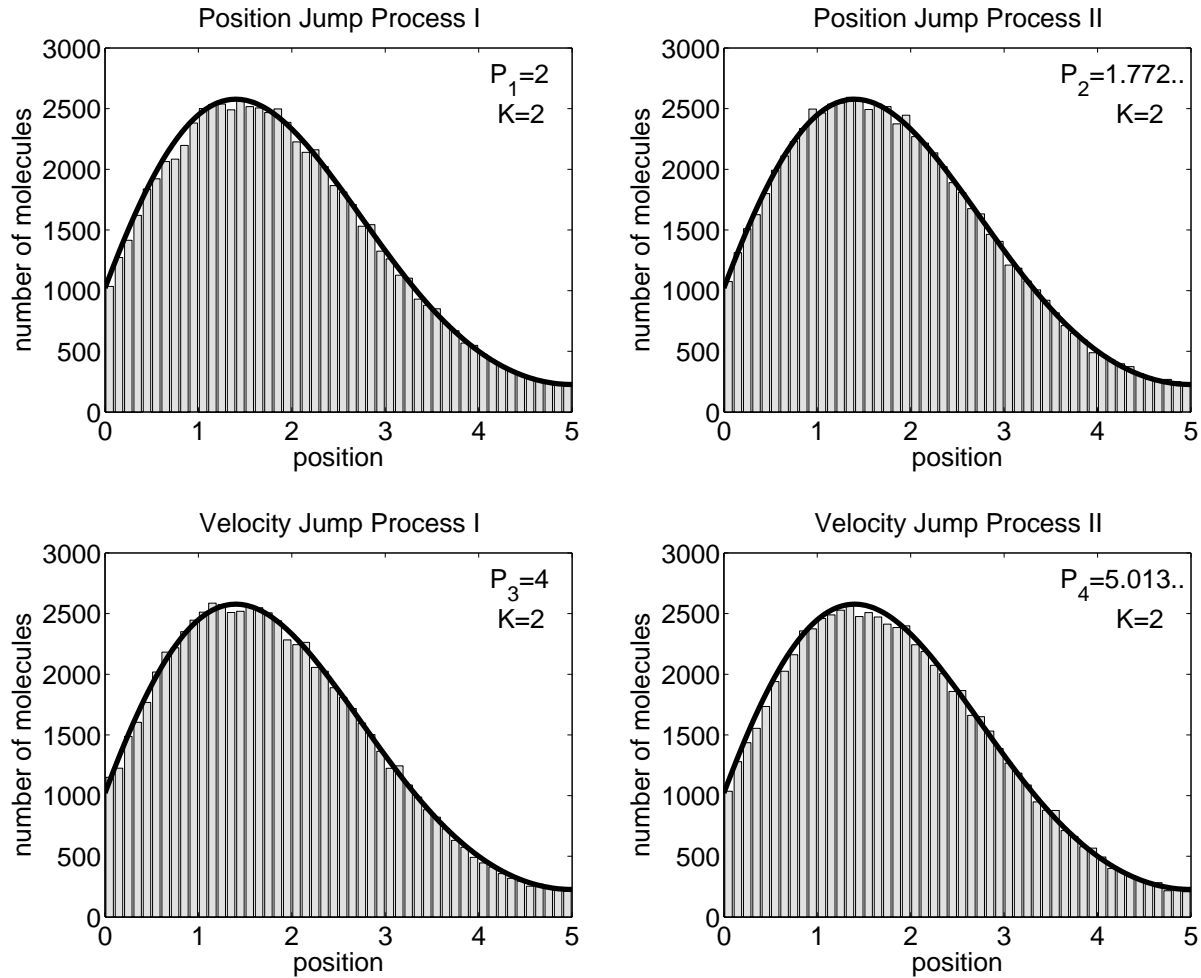 Position Jump Process I
3000
2500
2000
1500
1000
500
0
number of molecules
P1=2
K=2
0 1 2 3 4 5
position
Position Jump Process II
3000
2500
2000
1500
1000
500
0
number of molecules
P2=1.772..
K=2
0 1 2 3 4 5
position
Velocity Jump Process I
3000
2500
2000
1500
1000
500
0
number of molecules
P3=4
K=2
0 1 2 3 4 5
position
Velocity Jump Process II
3000
2500
2000
1500
1000
500
0
number of molecules
P4=5.013..
K=2
0 1 2 3 4 5
position